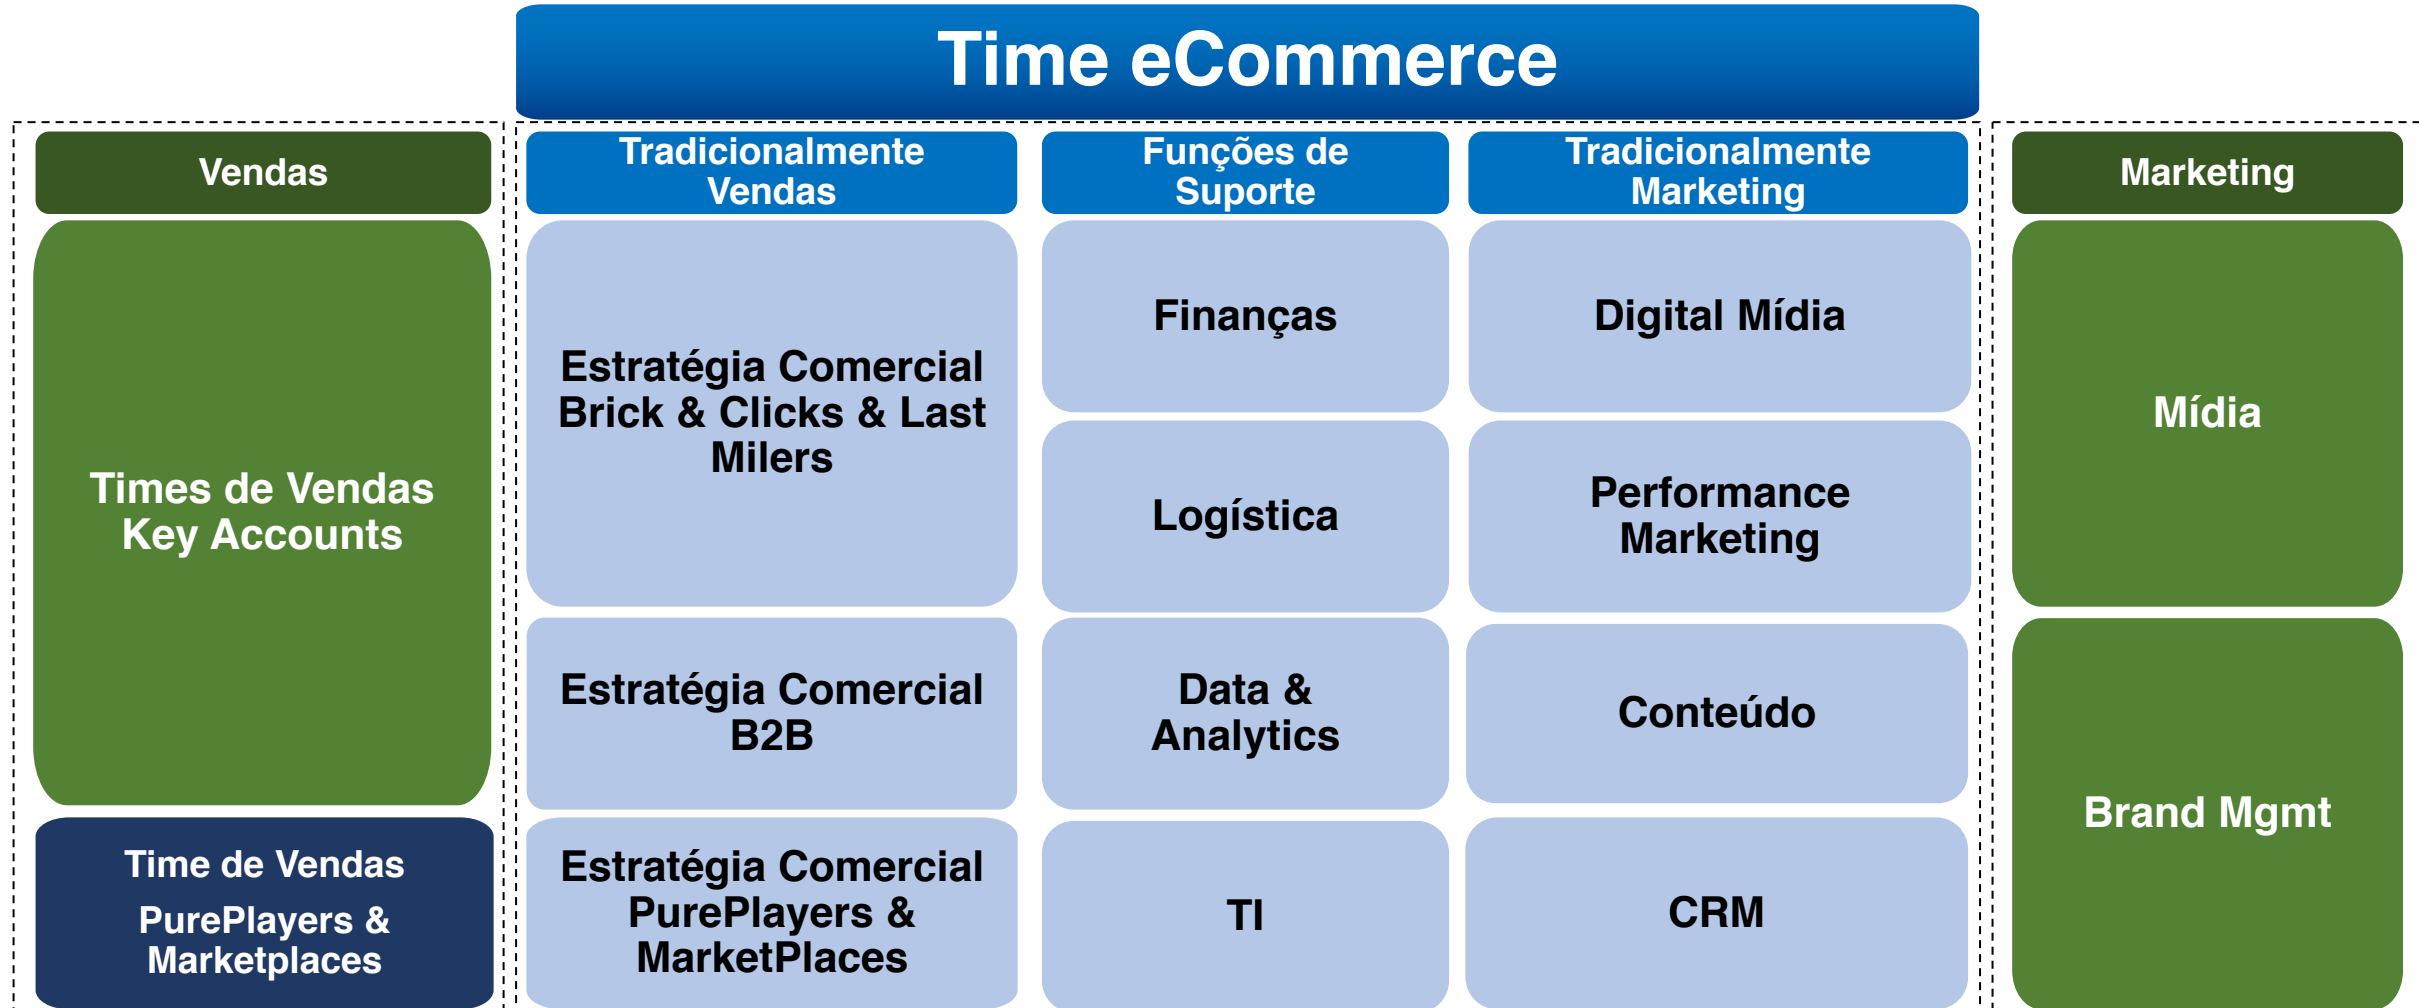 Time eCommerce
Vendas
Times de Vendas
Key Accounts
Time de Vendas
PurePlayers &
Marketplaces
Tradicionalmente
Vendas
Estratégia Comercial
Brick & Clicks & Last
Milers
Estratégia Comercial
B2B
Estratégia Comercial
PurePlayers &
MarketPlaces
Funções de
Suporte
Finanças
Logística
Data &
Analytics
TI
Tradicionalmente
Marketing
Digital Mídia
Performance
Marketing
Conteúdo
CRM
Marketing
Mídia
Brand Mgmt